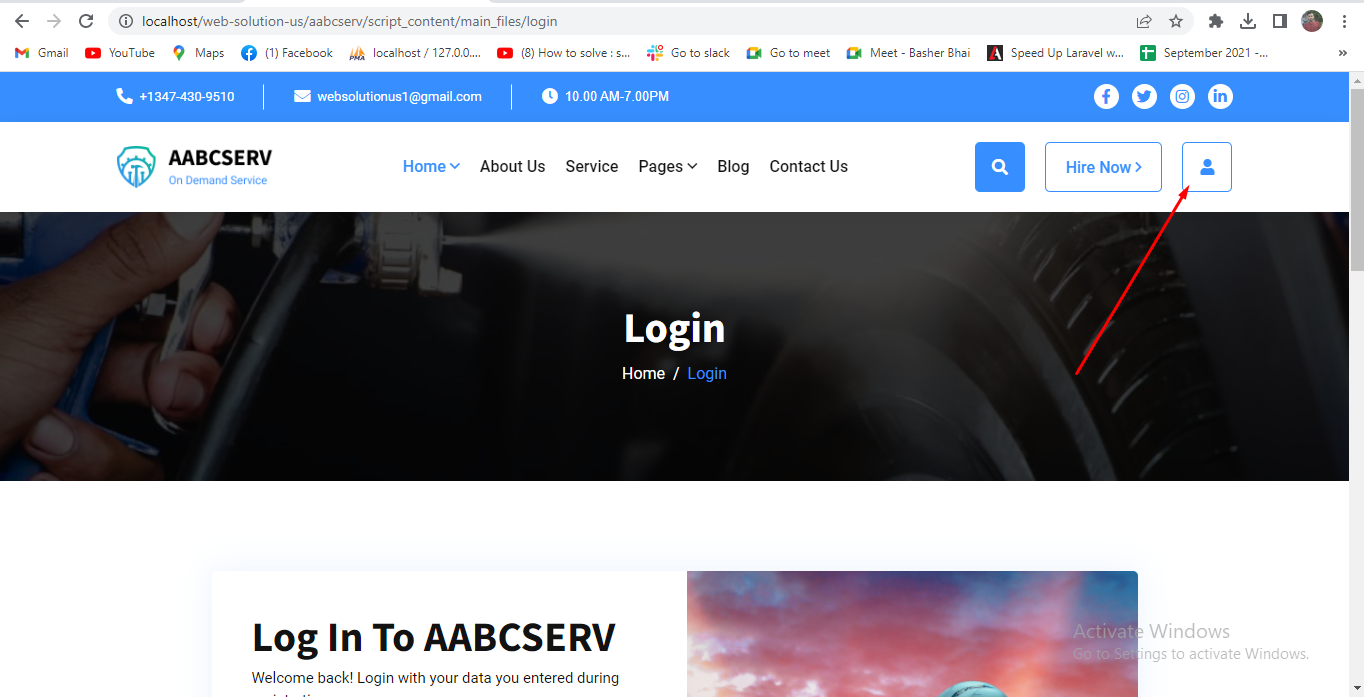 localhost/web-solution-us/aabcserv/script_content/main_files/login
Gmail YouTube Maps (1) Facebook localhost / 127.0.0.... (8) How to solve : s... Go to slack Go to meet Meet - Basher Bhai Speed Up Laravel w... September 2021 -... »
+1347-430-9510 websolutionus1@gmail.com 10.00 AM-7.00PM
AABCSERV
On Demand Service
Home About Us Service Pages Blog Contact Us Hire Now
Login
Home / Login
Log In To AABCSERV
Welcome back! Login with your data you entered during
Activate Windows
Go to Settings to activate Windows.